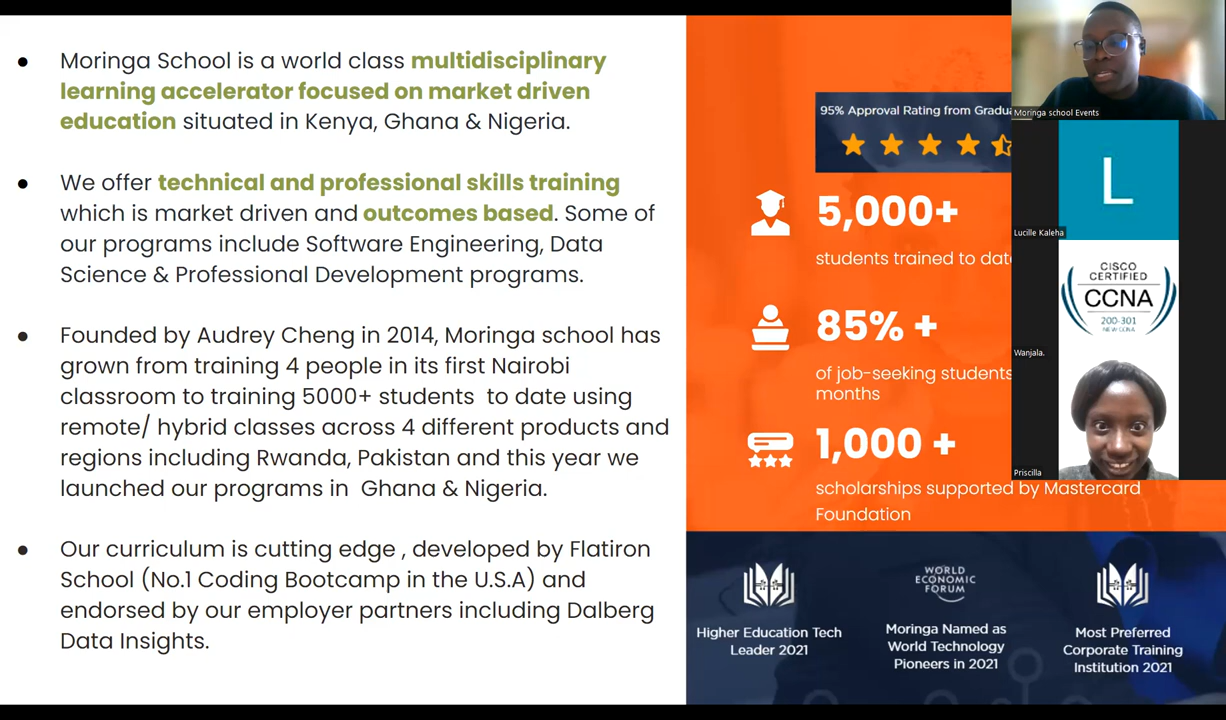 Moringa School is a world class multidisciplinary
learning accelerator focused on market driven
education situated in Kenya, Ghana & Nigeria.
We offer technical and professional skills training
which is market driven and outcomes based. Some of
our programs include Software Engineering, Data
Science & Professional Development programs.
Founded by Audrey Cheng in 2014, Moringa school has
grown from training 4 people in its first Nairobi
classroom to training 5000+ students to date using
remote/ hybrid classes across 4 different products and
regions including Rwanda, Pakistan and this year we
launched our programs in Ghana & Nigeria.
Our curriculum is cutting edge , developed by Flatiron
School (No.1 Coding Bootcamp in the U.S.A) and
endorsed by our employer partners including Dalberg
Data Insights.
95% Approval Rating from
5,000+
students trained to
85% +
of job-seeking students
months
1,000 +
scholarships supported by Mastercard
Foundation
Higher Education Tech
Leader 2021
WORLD
ECONOMIC
FORUM
Moringa Named as
World Technology
Pioneers in 2021
Most Preferred
Corporate Training
Institution 2021
Moringa school Events
L
Lucille Kaleha
CISCO
CERTIFIED
CCNA
200-301
NEW CCNA
Wanjala.
Priscilla